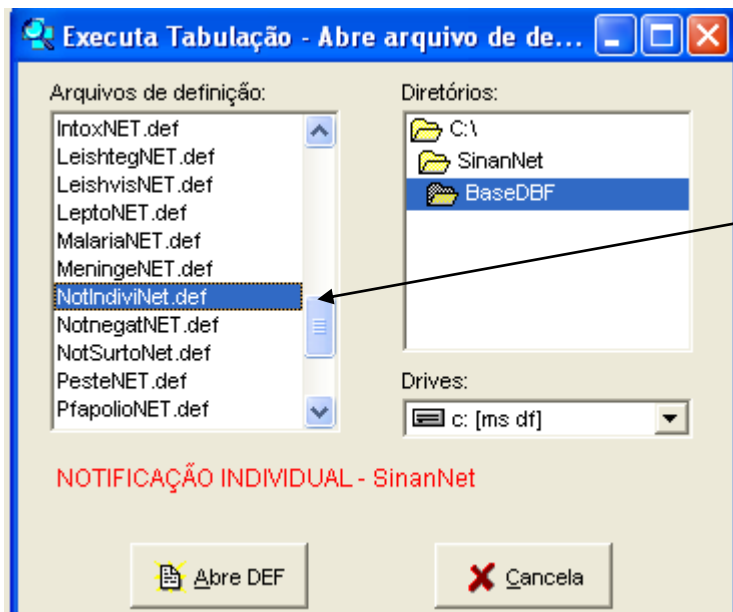 Executa Tabulação - Abre arquivo de de...
Arquivos de definição:
IntoxNET.def
LeishtegNET.def
LeishvisNET.def
LeptoNET.def
MalariaNET.def
MeningeNET.def
NotIndiviNet.def
NotnegatNET.def
NotSurtoNet.def
PesteNET.def
PfapolioNET.def
Diretórios:
C:\
SinanNet
BaseDBF
Drives:
c: [ms df]
NOTIFICAÇÃO INDIVIDUAL - SinanNet
Abre DEF
Cancela